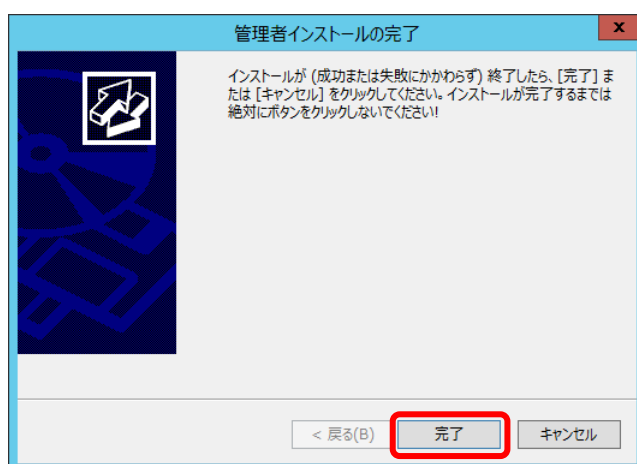 管理者インストールの完了
x
インストールが (成功または失敗にかかわらず) 終了したら、[完了] ま
たは [キャンセル] をクリックしてください。インストールが完了するまでは
絶対にボタンをクリックしないでください!
< 戻る(B)
完了
キャンセル